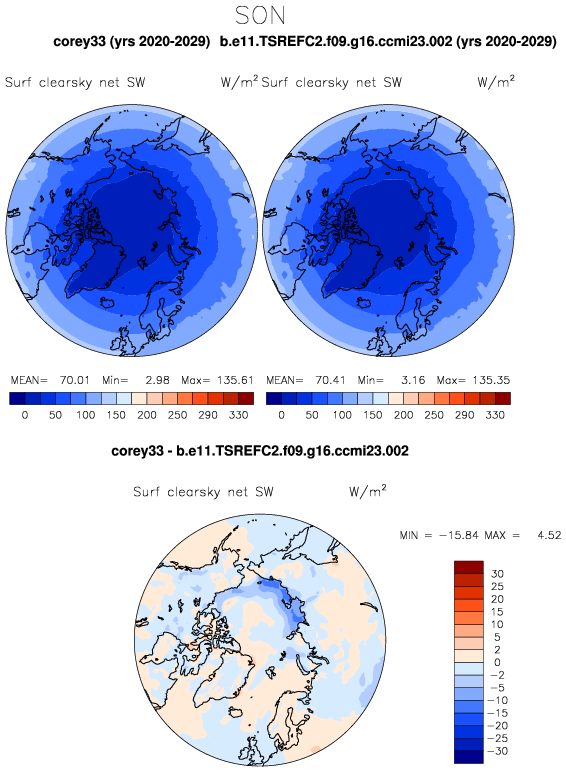 SON
corey33 (yrs 2020-2029) b.e11.TSREFC2.f09.g16.ccmi23.002 (yrs 2020-2029)
Surf clearsky net SW W/m² Surf clearsky net SW W/m²
MEAN= 70.01 Min= 2.98 Max= 135.61 MEAN= 70.41 Min= 3.16 Max= 135.35
0 50 100 150 200 250 290 330 0 50 100 150 200 250 290 330
corey33 - b.e11.TSREFC2.f09.g16.ccmi23.002
Surf clearsky net SW W/m²
MIN = -15.84 MAX = 4.52
30
25
20
15
10
5
2
0
-2
-5
-10
-15
-20
-25
-30